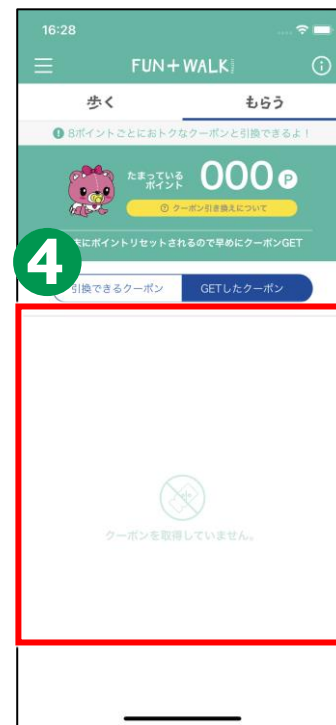 16:28
FUN+WALK
歩く
もらう
8ポイントごとにおトクなクーポンと引換できるよ!
たまっている
ポイント
000 P
クーポン引き換えについて
にポイントリセットされるので早めにクーポンGET
4
引換できるクーポン
GETしたクーポン
クーポンを取得していません。